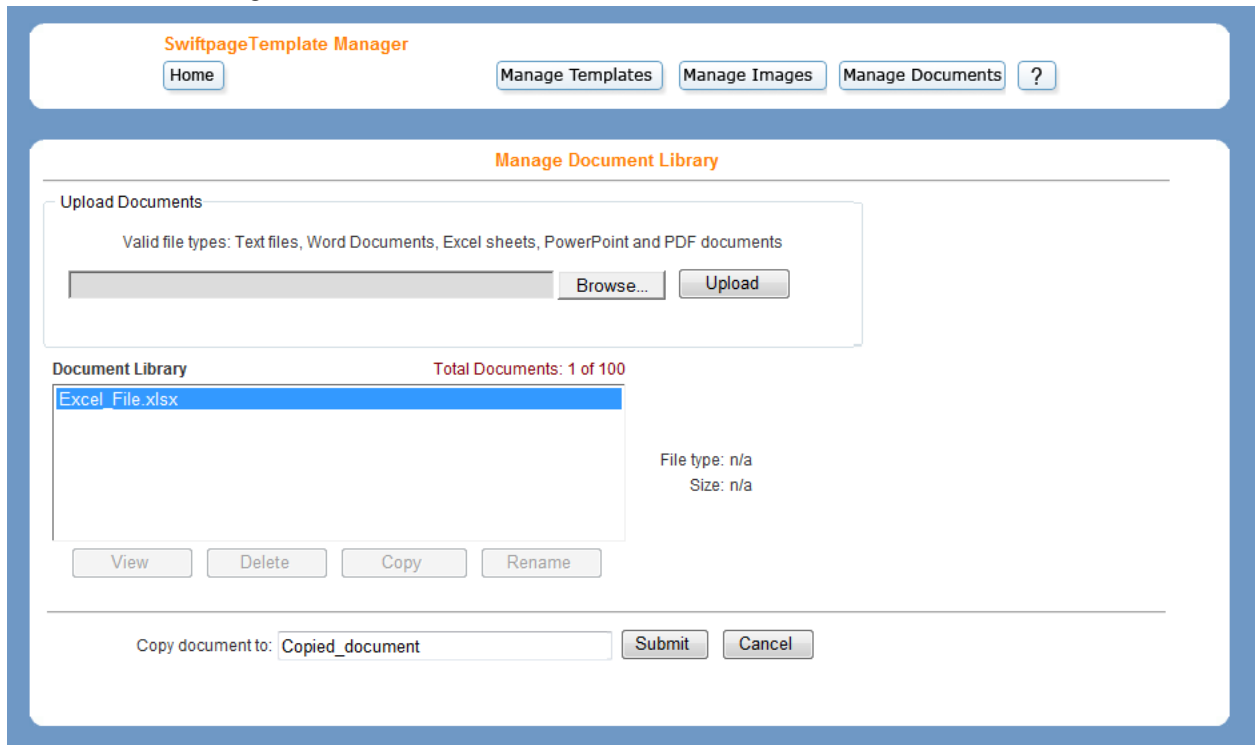 SwiftpageTemplate Manager
Home Manage Templates Manage Images Manage Documents ?
Manage Document Library
Upload Documents
Valid file types: Text files, Word Documents, Excel sheets, PowerPoint and PDF documents
Browse... Upload
Document Library Total Documents: 1 of 100
Excel_File.xlsx
File type: n/a
Size: n/a
View Delete Copy Rename
Copy document to: Copied_document Submit Cancel